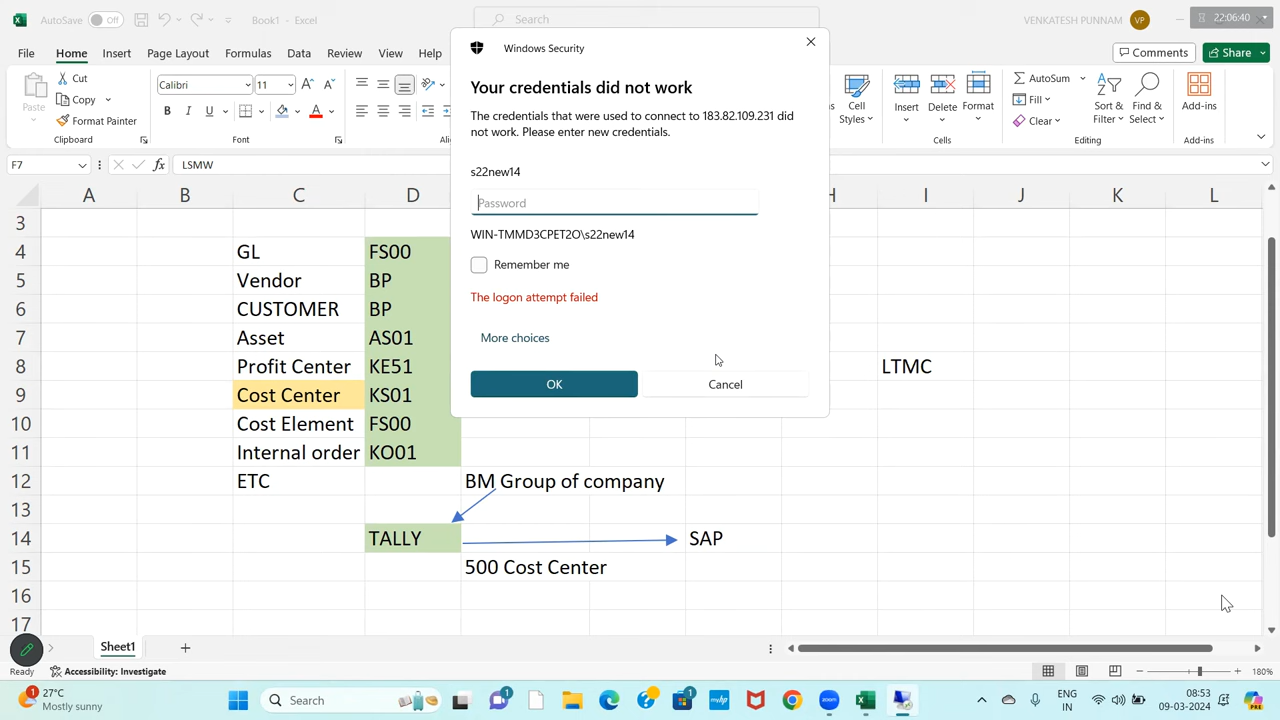 AutoSave Off Book1 - Excel Search VENKATESH PUNNAM VP 22:06:40
File Home Insert Page Layout Formulas Data Review View Help Comments Share
Paste Cut Copy Format Painter Clipboard
Calibri 11 B I U A Font
Cell Styles Insert Delete Format Cells
AutoSum Fill Clear Sort & Filter Find & Select Editing
Add-ins Add-ins
F7 fx LSMW
Windows Security
Your credentials did not work
The credentials that were used to connect to 183.82.109.231 did
not work. Please enter new credentials.
s22new14
Password
WIN-TMMD3CPET2O\s22new14
Remember me
The logon attempt failed
More choices
OK Cancel
A B C D H I J K L
3
4 GL FS00
5 Vendor BP
6 CUSTOMER BP
7 Asset AS01
8 Profit Center KE51 LTMC
9 Cost Center KS01
10 Cost Element FS00
11 Internal order KO01
12 ETC BM Group of company
13
14 TALLY SAP
15 500 Cost Center
16
17
Sheet1
Ready Accessibility: Investigate 180%
27°C
Mostly sunny
Search
ENG
IN
08:53
09-03-2024